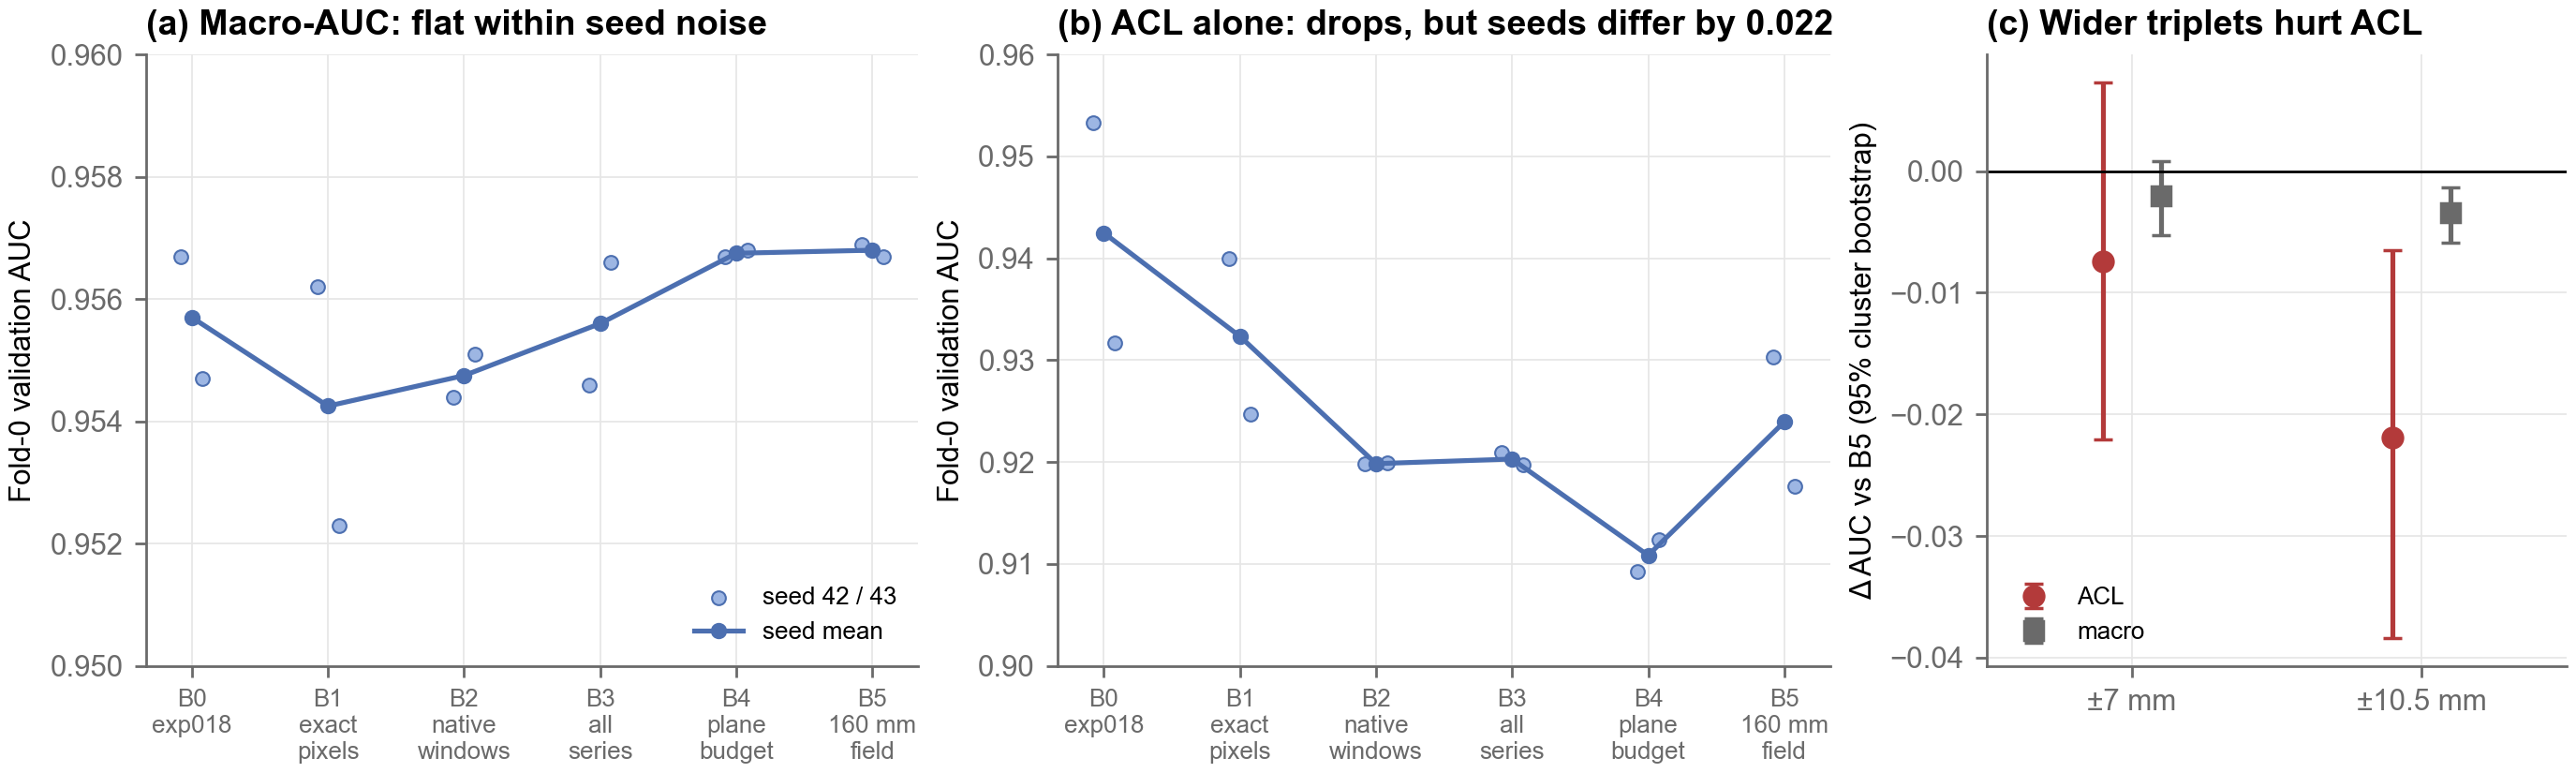 (a) Macro-AUC: flat within seed noise
Fold-0 validation AUC
0.960
0.958
0.956
0.954
0.952
0.950
seed 42 / 43
seed mean
B0
exp018
B1
exact
pixels
B2
native
windows
B3
all
series
B4
plane
budget
B5
160 mm
field
(b) ACL alone: drops, but seeds differ by 0.022
Fold-0 validation AUC
0.96
0.95
0.94
0.93
0.92
0.91
0.90
B0
exp018
B1
exact
pixels
B2
native
windows
B3
all
series
B4
plane
budget
B5
160 mm
field
(c) Wider triplets hurt ACL
Δ AUC vs B5 (95% cluster bootstrap)
0.00
−0.01
−0.02
−0.03
−0.04
ACL
macro
±7 mm
±10.5 mm